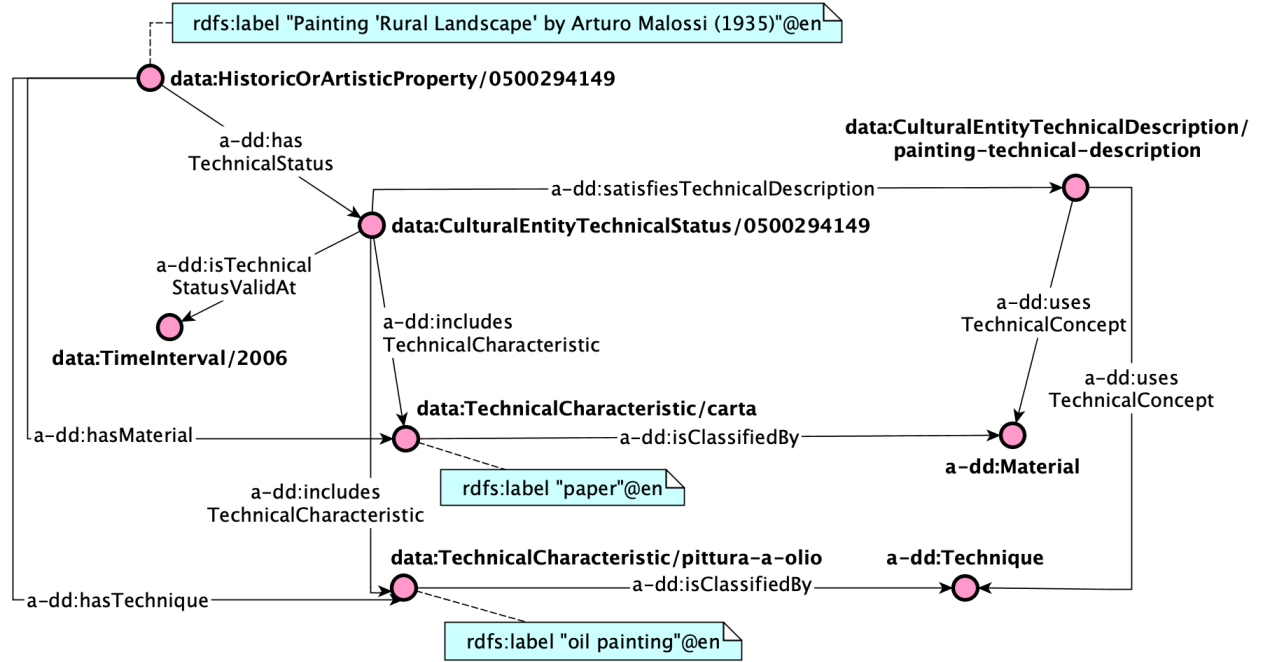 rdfs:label "Painting 'Rural Landscape' by Arturo Malossi (1935)"@en
data:HistoricOrArtisticProperty/0500294149
a-dd:has
TechnicalStatus
data:CulturalEntityTechnicalDescription/
painting-technical-description
a-dd:satisfiesTechnicalDescription
data:CulturalEntityTechnicalStatus/0500294149
a-dd:isTechnical
StatusValidAt
data:TimeInterval/2006
a-dd:includes
TechnicalCharacteristic
a-dd:uses
TechnicalConcept
a-dd:uses
TechnicalConcept
data:TechnicalCharacteristic/carta
a-dd:hasMaterial
a-dd:isClassifiedBy
a-dd:Material
rdfs:label "paper"@en
a-dd:includes
TechnicalCharacteristic
data:TechnicalCharacteristic/pittura-a-olio
a-dd:Technique
a-dd:isClassifiedBy
a-dd:hasTechnique
rdfs:label "oil painting"@en